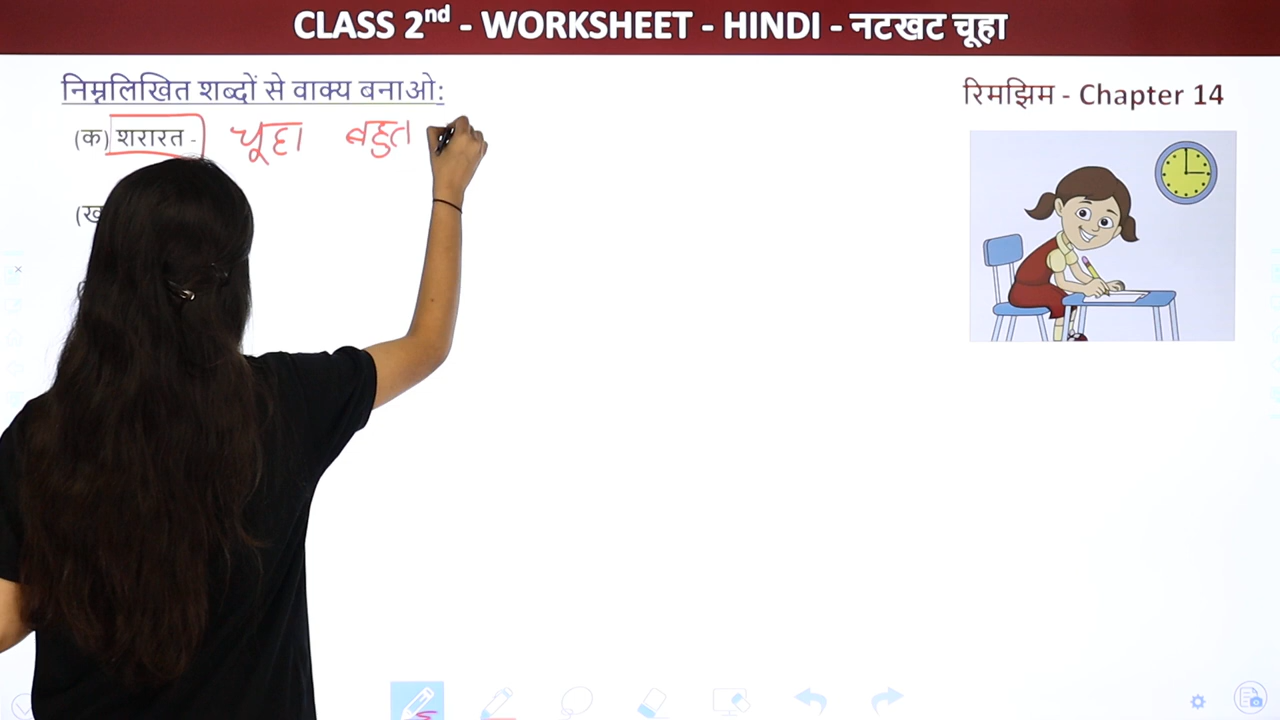 CLASS 2nd - WORKSHEET - HINDI - नटखट चूहा
निम्नलिखित शब्दों से वाक्य बनाओ:
रिमझिम - Chapter 14
(क) शरारत - चूहा बहुत
(ख